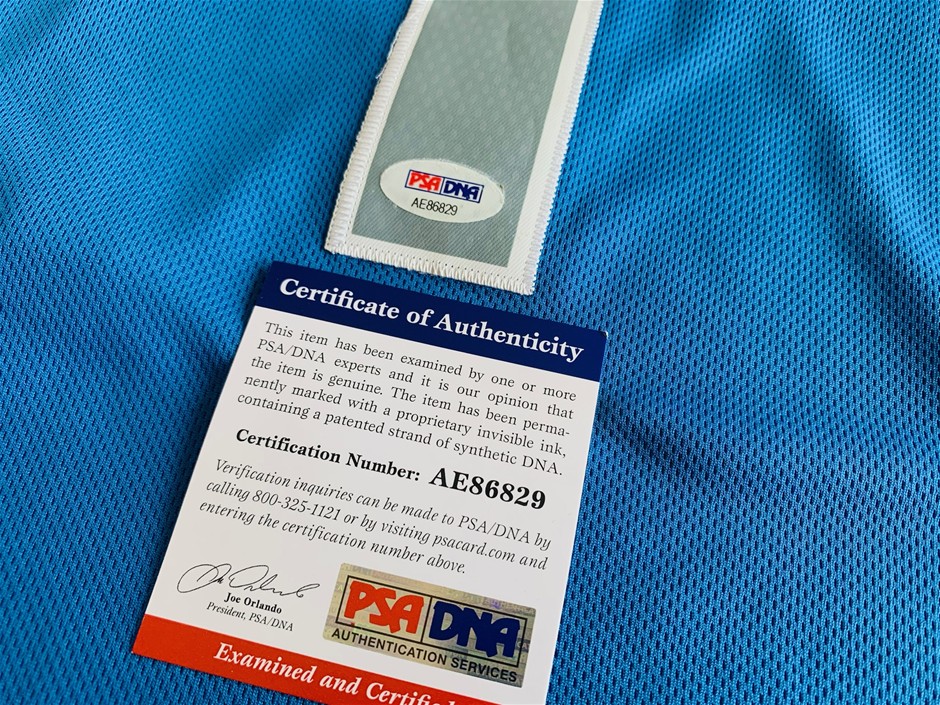 PSA DNA
AE86829
Certificate of Authenticity
This item has been examined by one or more
PSA/DNA experts and it is our opinion that
the item is genuine. The item has been perma-
nently marked with a proprietary invisible ink,
containing a patented strand of synthetic DNA.
Certification Number: AE86829
Verification inquiries can be made to PSA/DNA by
calling 800-325-1121 or by visiting psacard.com and
entering the certification number above.
Joe Orlando
President, PSA/DNA
PSA DNA
AUTHENTICATION SERVICES
Examined and Certifi